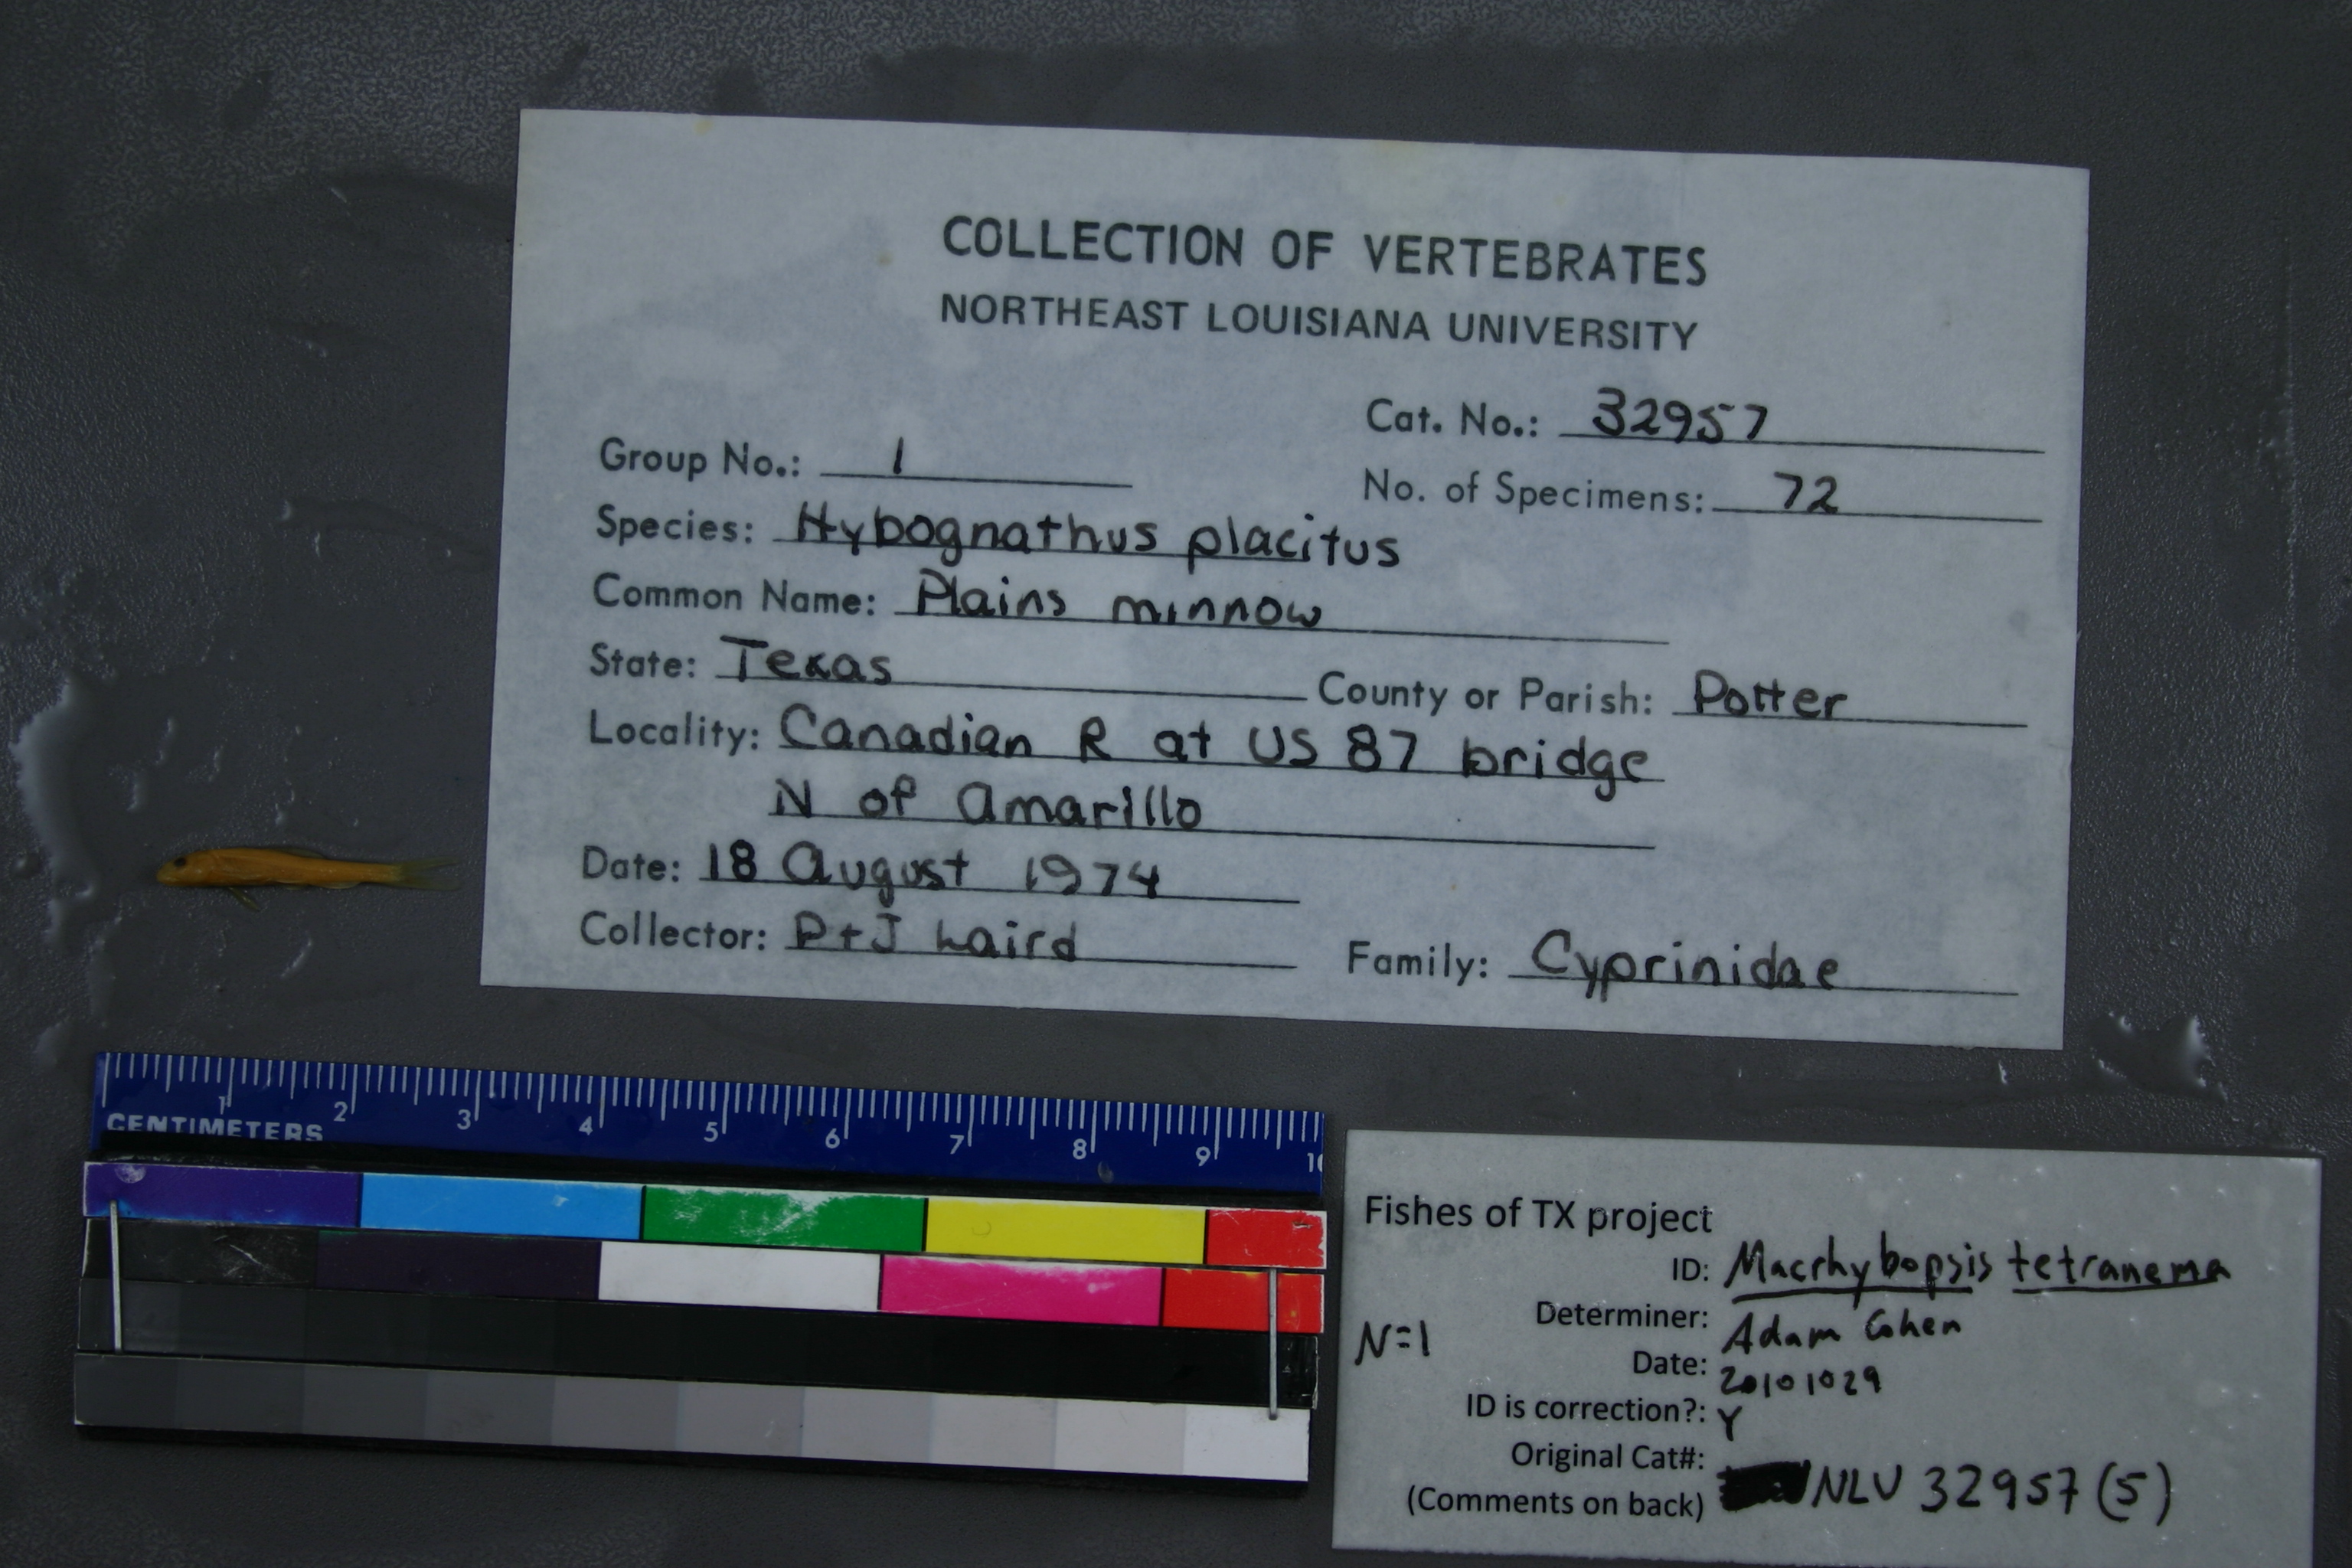 COLLECTION OF VERTEBRATES
NORTHEAST LOUISIANA UNIVERSITY
Cat. No.: 32957
Group No.: 1
No. of Specimens: 72
Species: Hybognathus placitus
Common Name: Plains minnow
State: Texas County or Parish: Potter
Locality: Canadian R at US 87 bridge
N of Amarillo
Date: 18 August 1974
Collector: P+J Laird
Family: Cyprinidae
1 2 3 4 5 6 7 8 9 10
CENTIMETERS
Fishes of TX project
ID: Macrhybopsis tetranema
Determiner: Adam Cohen
N=1
Date: 20101029
ID is correction?: Y
Original Cat#: NLU 32957 (5)
(Comments on back)